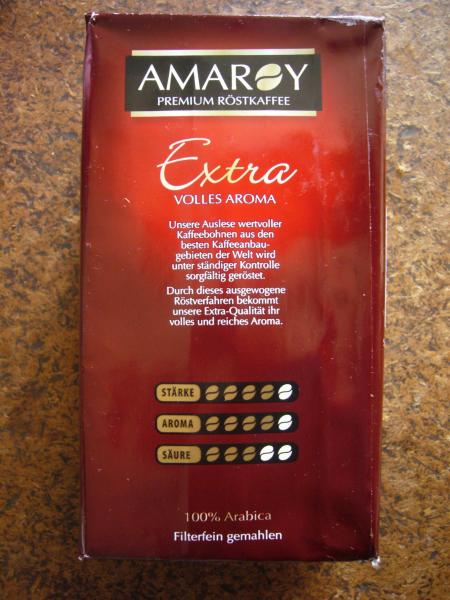 AMAROY
PREMIUM RÖSTKAFFEE
Extra
VOLLES AROMA
Unsere Auslese wertvoller
Kaffeebohnen aus den
besten Kaffeeanbau-
gebieten der Welt wird
unter ständiger Kontrolle
sorgfältig geröstet.
Durch dieses ausgewogene
Röstverfahren bekommt
unsere Extra-Qualität ihr
volles und reiches Aroma.
STÄRKE
AROMA
SÄURE
100% Arabica
Filterfein gemahlen